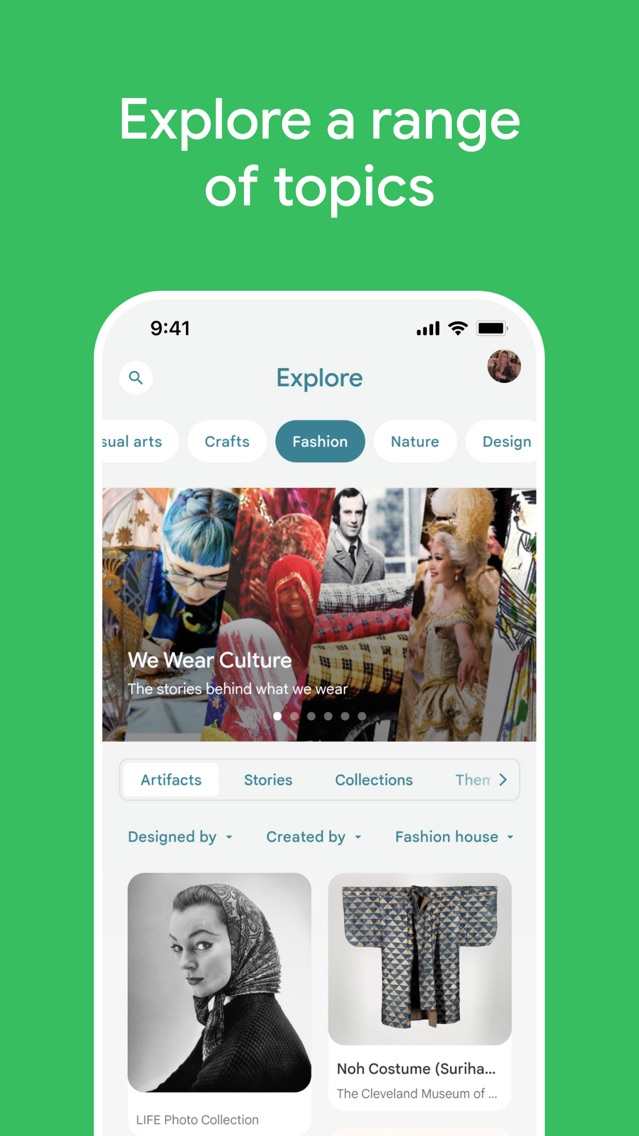 Explore a range
of topics
9:41
Explore
sual arts
Crafts
Fashion
Nature
Design
We Wear Culture
The stories behind what we wear
Artifacts
Stories
Collections
Them
Designed by
Created by
Fashion house
LIFE Photo Collection
Noh Costume (Suriha...
The Cleveland Museum of ...